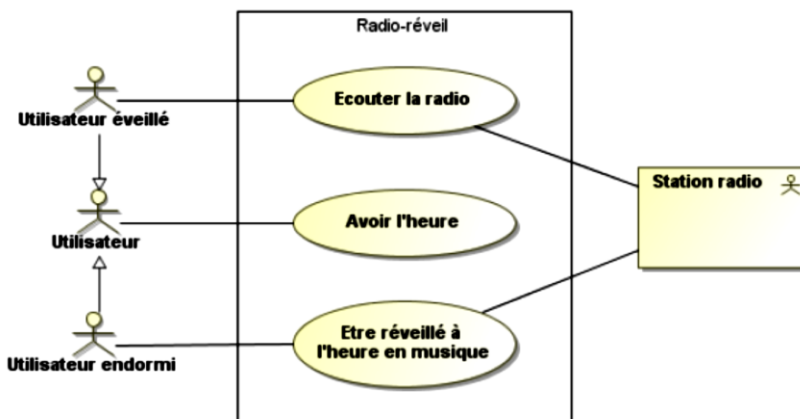 Radio-réveil
Utilisateur éveillé
Ecouter la radio
Station radio
Utilisateur
Avoir l'heure
Utilisateur endormi
Etre réveillé à
l'heure en musique